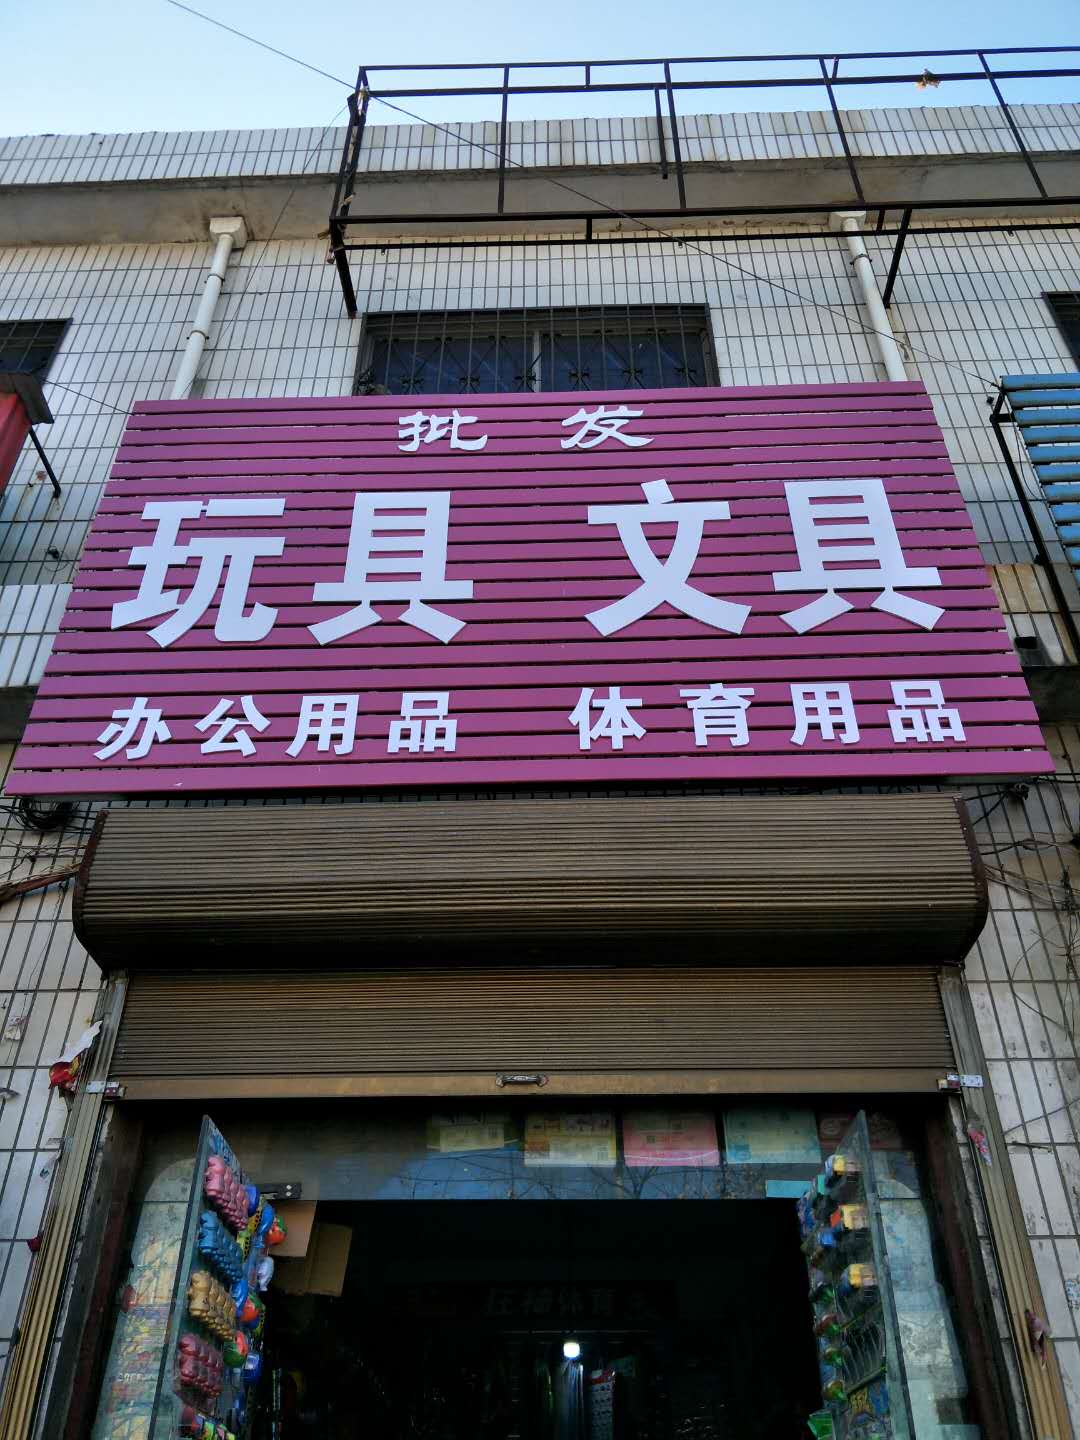 批发
玩具 文具
办公用品 体育用品